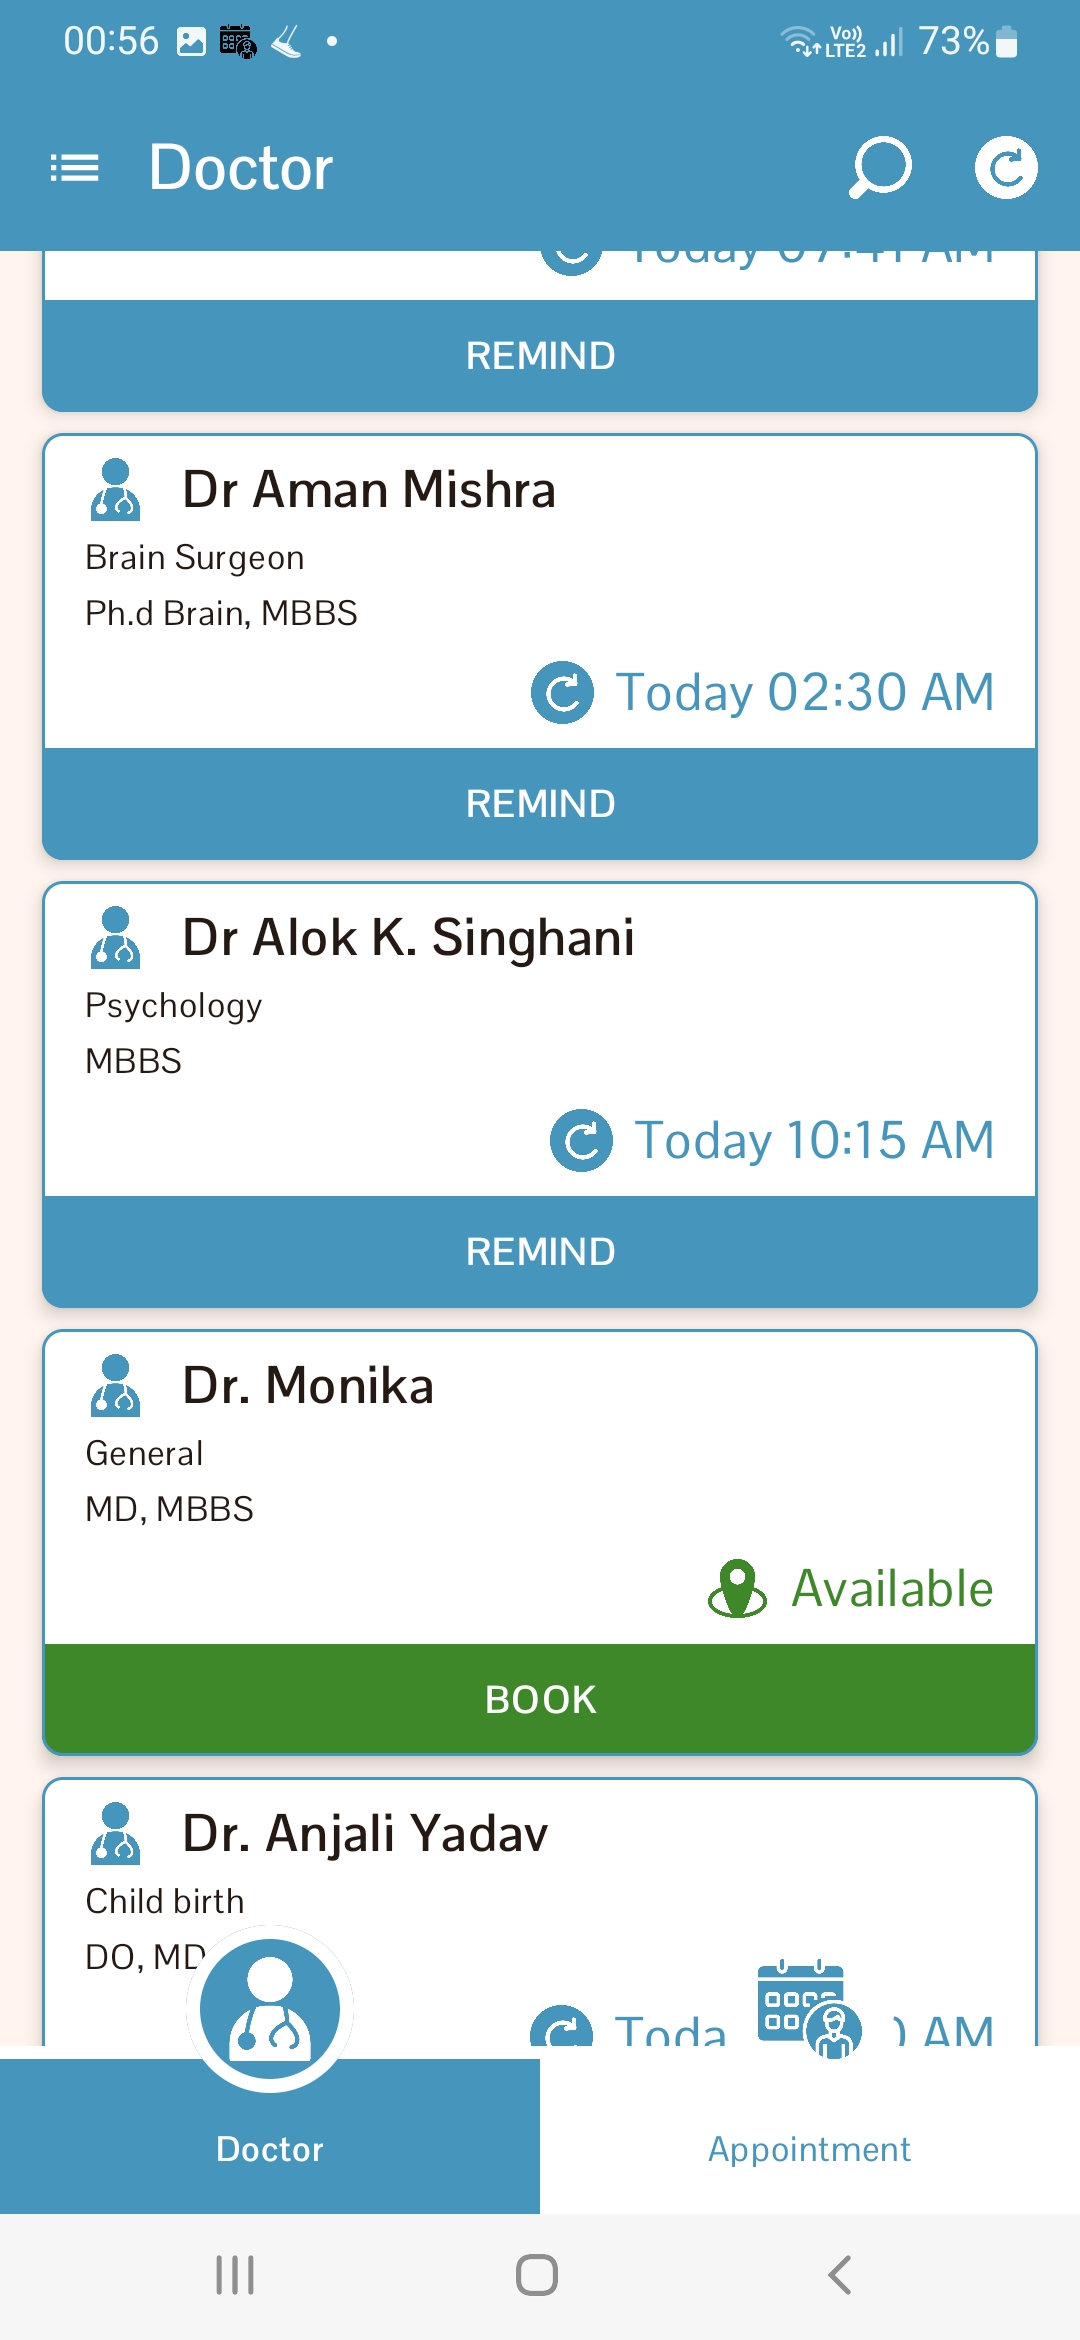 00:56
Vo)) LTE2 73%
Doctor
Today 07:41 AM
REMIND
Dr Aman Mishra
Brain Surgeon
Ph.d Brain, MBBS
Today 02:30 AM
REMIND
Dr Alok K. Singhani
Psychology
MBBS
Today 10:15 AM
REMIND
Dr. Monika
General
MD, MBBS
Available
BOOK
Dr. Anjali Yadav
Child birth
DO, MD
AM
Doctor
Appointment